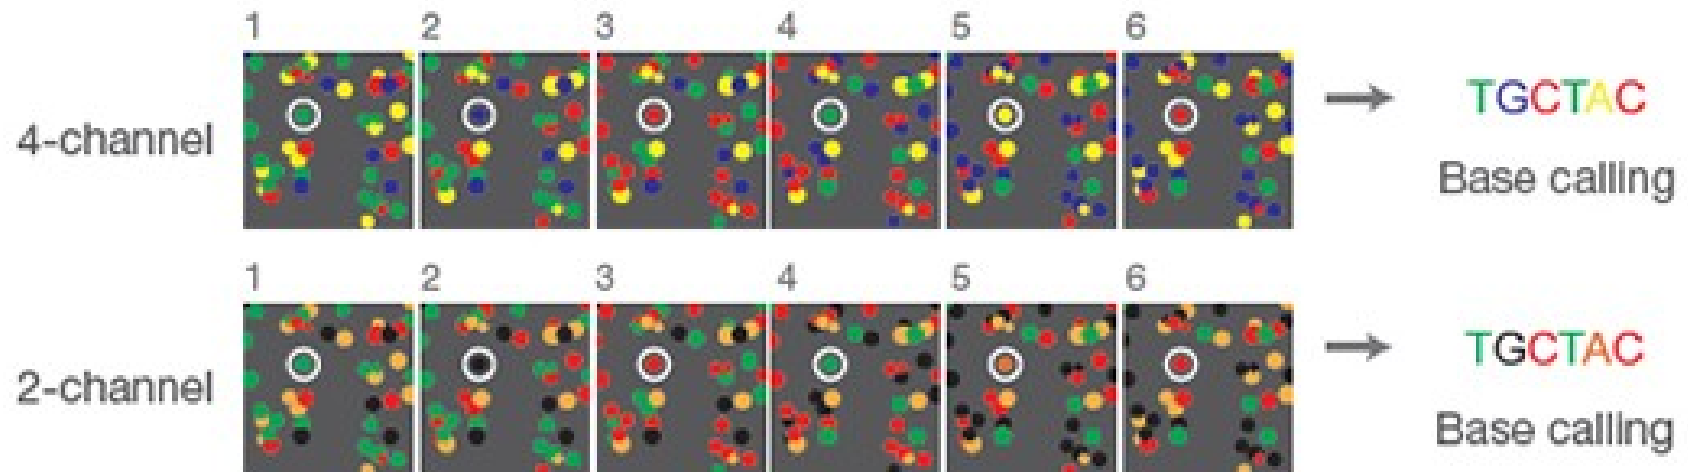 1 2 3 4 5 6
4-channel
TGCTAC
Base calling
1 2 3 4 5 6
2-channel
TGCTAC
Base calling